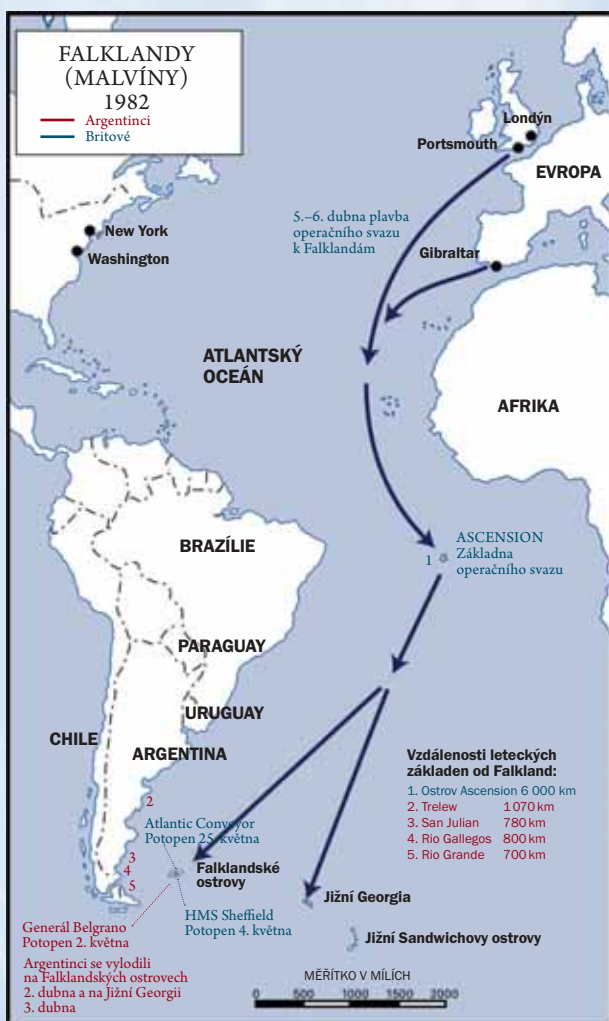 FALKLANDY
(MALVÍNY)
1982
Argentinci
Britové
Londýn
Portsmouth
EVROPA
5.–6. dubna plavba
operačního svazu
k Falklandám
New York
Gibraltar
Washington
ATLANTSKÝ
OCEÁN
AFRIKA
ASCENSION
1 Základna
operačního svazu
BRAZÍLIE
PARAGUAY
URUGUAY
CHILE
ARGENTINA
Vzdálenosti leteckých
základen od Falkland:
1. Ostrov Ascension 6 000 km
2. Trelew 1 070 km
3. San Julian 780 km
4. Rio Gallegos 800 km
5. Rio Grande 700 km
2
Atlantic Conveyor
Potopen 25. května
3
4
5
Falklandské
ostrovy
Jižní Georgia
HMS Sheffield
Potopen 4. května
Generál Belgrano
Potopen 2. května
Jižní Sandwichovy ostrovy
Argentinci se vylodili
na Falklandských ostrovech
2. dubna a na Jižní Georgii
3. dubna
MĚŘÍTKO V MÍLÍCH
0 500 1000 1500 2000